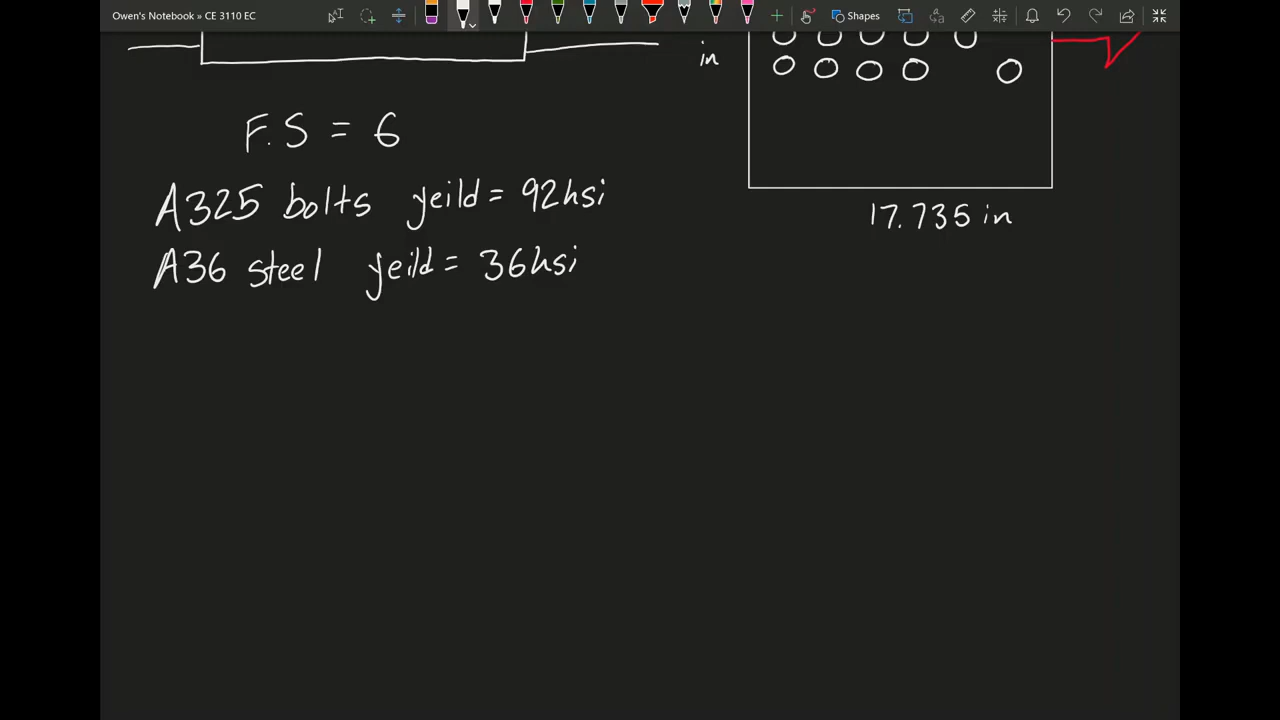 Owen's Notebook » CE 3110 EC
Shapes
in
F.S = 6
A325 bolts yeild = 92ksi
A36 steel yeild = 36ksi
17.735 in